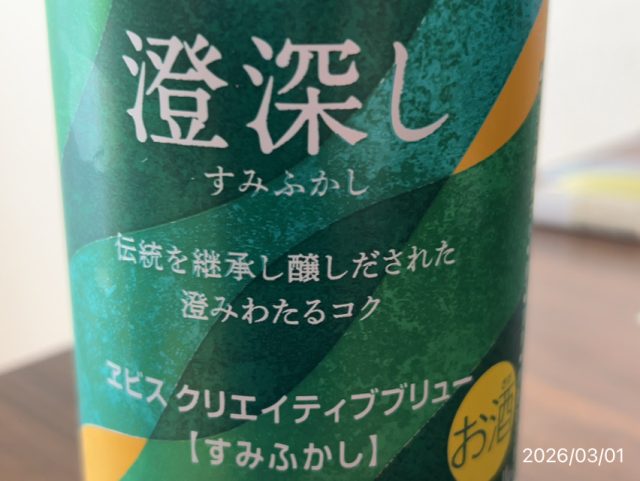 澄深し
すみふかし
伝統を継承し醸しだされた
澄みわたるコク
ヱビス クリエイティブブリュー
【すみふかし】
お酒
2026/03/01